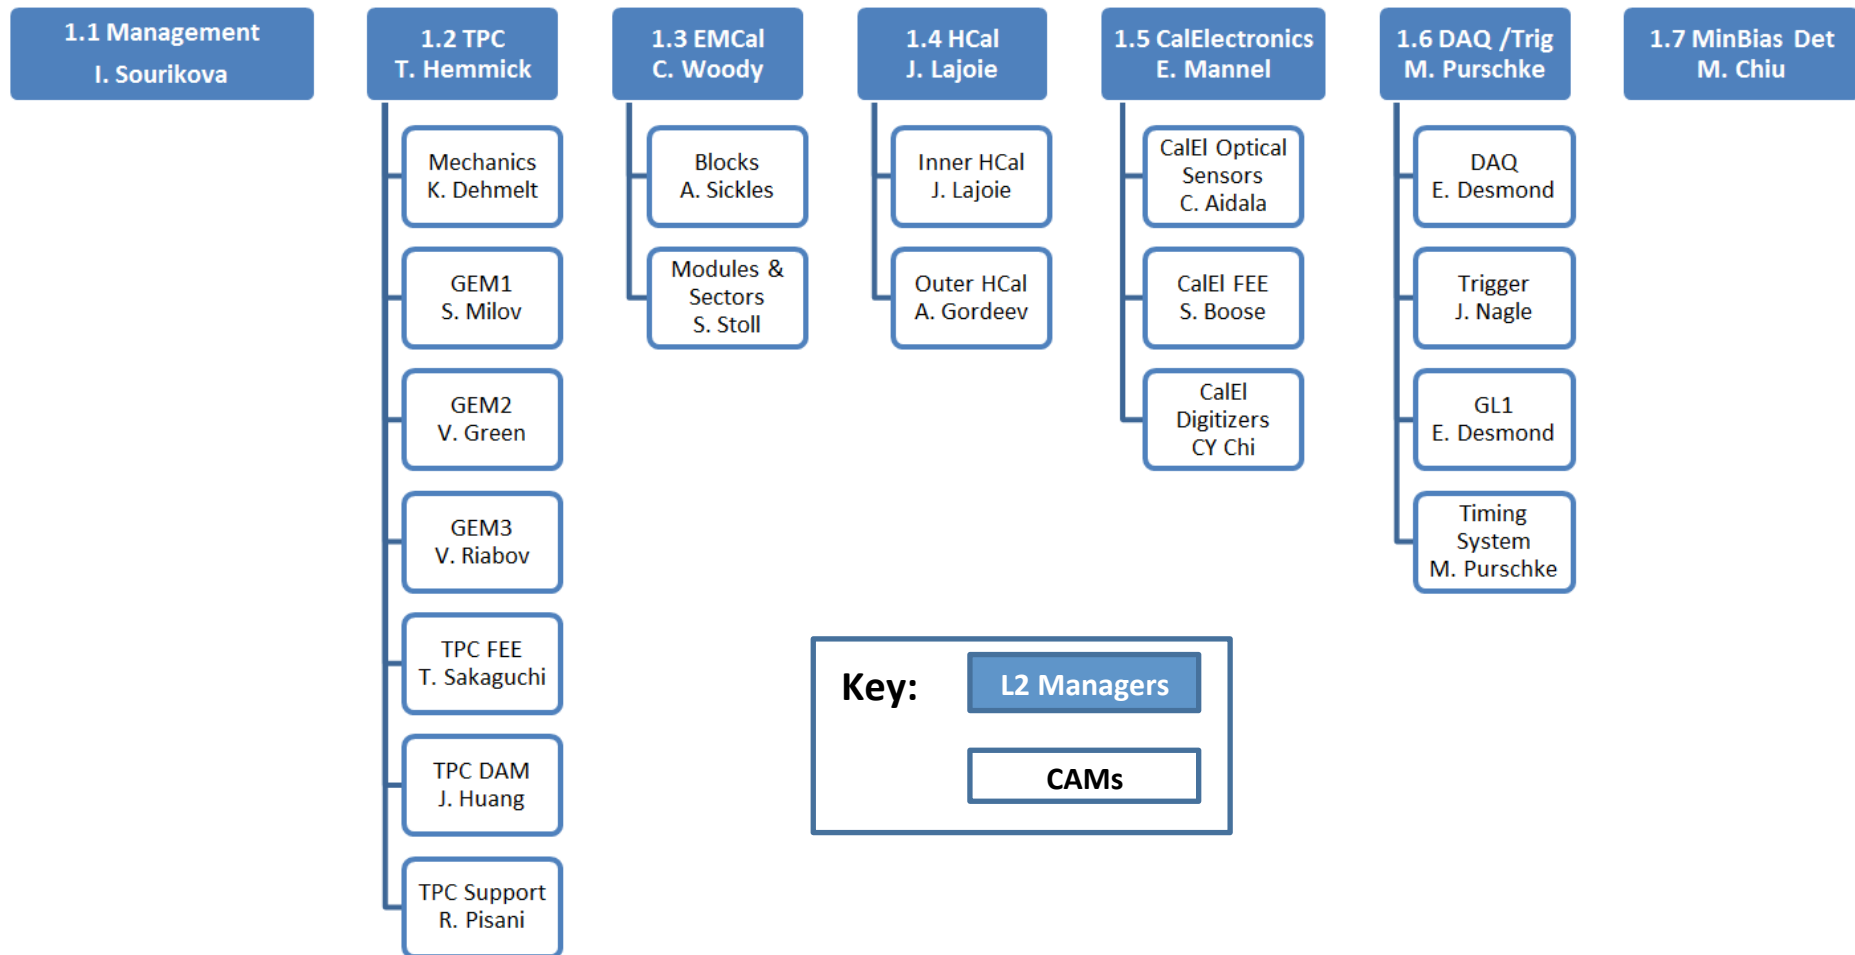 1.1 Management
I. Sourikova
1.2 TPC
T. Hemmick
Mechanics
K. Dehmelt
GEM1
S. Milov
GEM2
V. Green
GEM3
V. Riabov
TPC FEE
T. Sakaguchi
TPC DAM
J. Huang
TPC Support
R. Pisani
1.3 EMCal
C. Woody
Blocks
A. Sickles
Modules &
Sectors
S. Stoll
1.4 HCal
J. Lajoie
Inner HCal
J. Lajoie
Outer HCal
A. Gordeev
1.5 CalElectronics
E. Mannel
CalEl Optical
Sensors
C. Aidala
CalEl FEE
S. Boose
CalEl
Digitizers
CY Chi
1.6 DAQ /Trig
M. Purschke
DAQ
E. Desmond
Trigger
J. Nagle
GL1
E. Desmond
Timing
System
M. Purschke
1.7 MinBias Det
M. Chiu
Key:
L2 Managers
CAMs